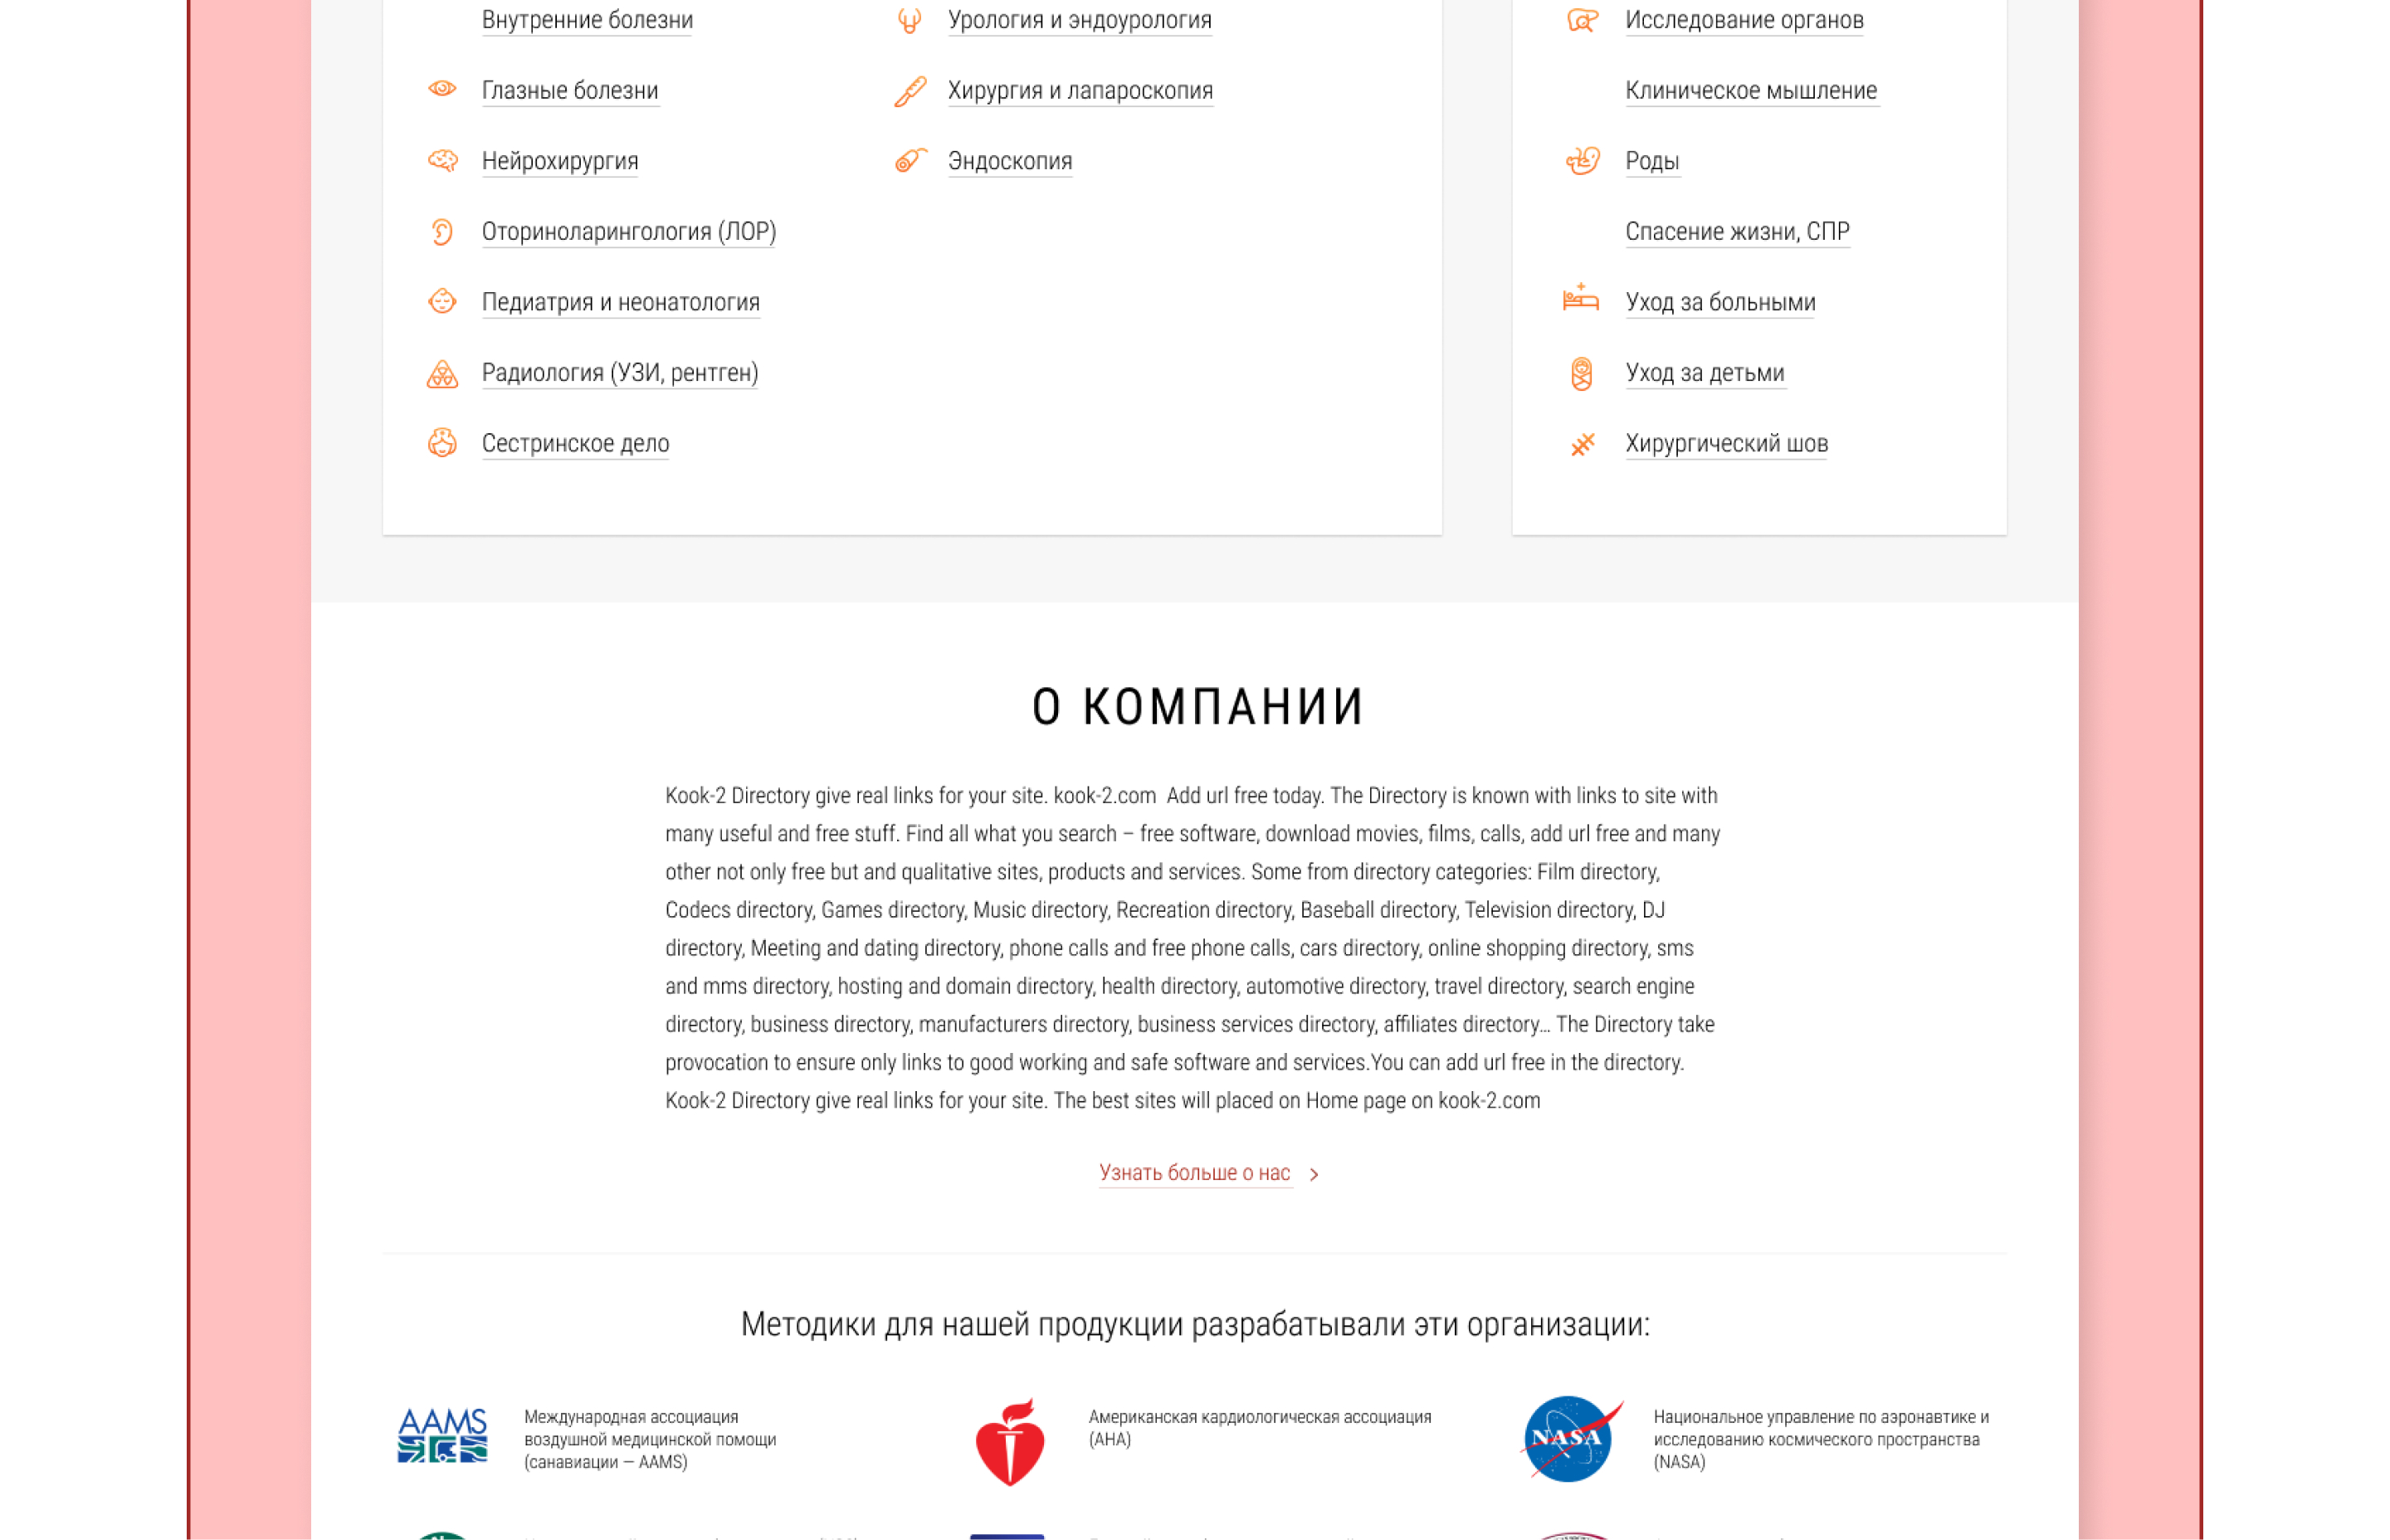 Внутренние болезни
Глазные болезни
Нейрохирургия
Оториноларингология (ЛОР)
Педиатрия и неонатология
Радиология (УЗИ, рентген)
Сестринское дело
Урология и эндоурология
Хирургия и лапароскопия
Эндоскопия
Исследование органов
Клиническое мышление
Роды
Спасение жизни, СПР
Уход за больными
Уход за детьми
Хирургический шов
О КОМПАНИИ
Kook-2 Directory give real links for your site. kook-2.com  Add url free today. The Directory is known with links to site with
many useful and free stuff. Find all what you search – free software, download movies, films, calls, add url free and many
other not only free but and qualitative sites, products and services. Some from directory categories: Film directory,
Codecs directory, Games directory, Music directory, Recreation directory, Baseball directory, Television directory, DJ
directory, Meeting and dating directory, phone calls and free phone calls, cars directory, online shopping directory, sms
and mms directory, hosting and domain directory, health directory, automotive directory, travel directory, search engine
directory, business directory, manufacturers directory, business services directory, affiliates directory… The Directory take
provocation to ensure only links to good working and safe software and services.You can add url free in the directory.
Kook-2 Directory give real links for your site. The best sites will placed on Home page on kook-2.com
Узнать больше о нас
Методики для нашей продукции разрабатывали эти организации:
AAMS
Международная ассоциация
воздушной медицинской помощи
(санавиации — AAMS)
Американская кардиологическая ассоциация
(AHA)
NASA
Национальное управление по аэронавтике и
исследованию космического пространства
(NASA)